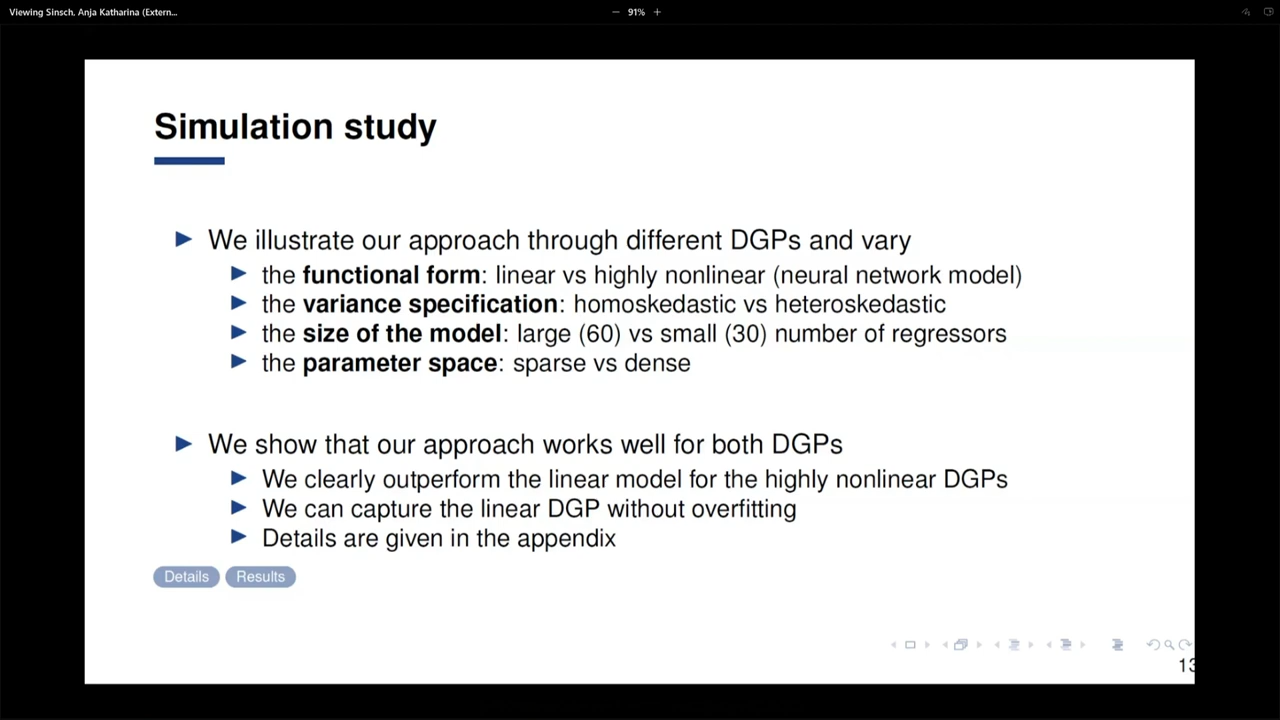 Viewing Sinsch, Anja Katharina (Extern...
− 91% +
Simulation study
We illustrate our approach through different DGPs and vary
the functional form: linear vs highly nonlinear (neural network model)
the variance specification: homoskedastic vs heteroskedastic
the size of the model: large (60) vs small (30) number of regressors
the parameter space: sparse vs dense
We show that our approach works well for both DGPs
We clearly outperform the linear model for the highly nonlinear DGPs
We can capture the linear DGP without overfitting
Details are given in the appendix
Details Results
13